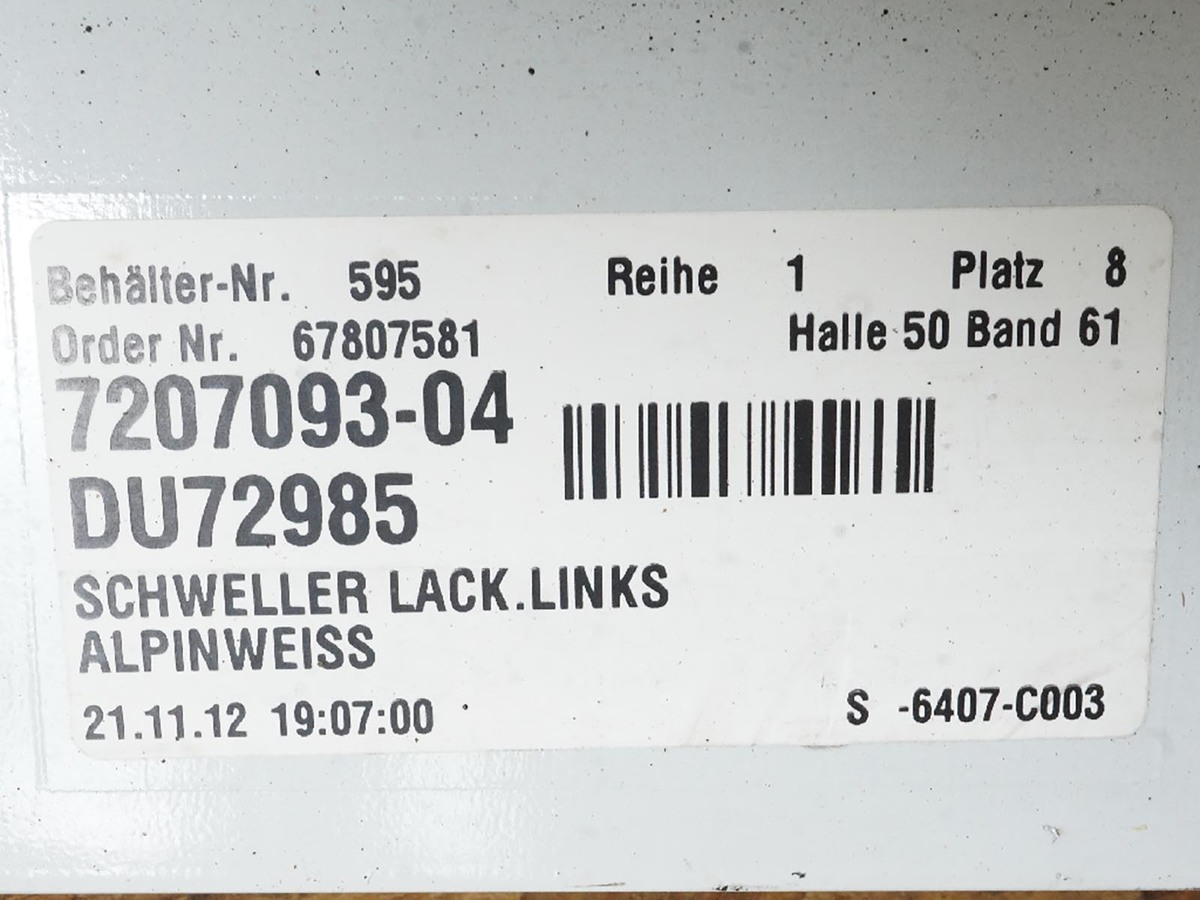 Behälter-Nr. 595 Reihe 1 Platz 8
Order Nr. 67807581 Halle 50 Band 61
7207093-04
DU72985
SCHWELLER LACK.LINKS
ALPINWEISS
21.11.12 19:07:00 S -6407-C003